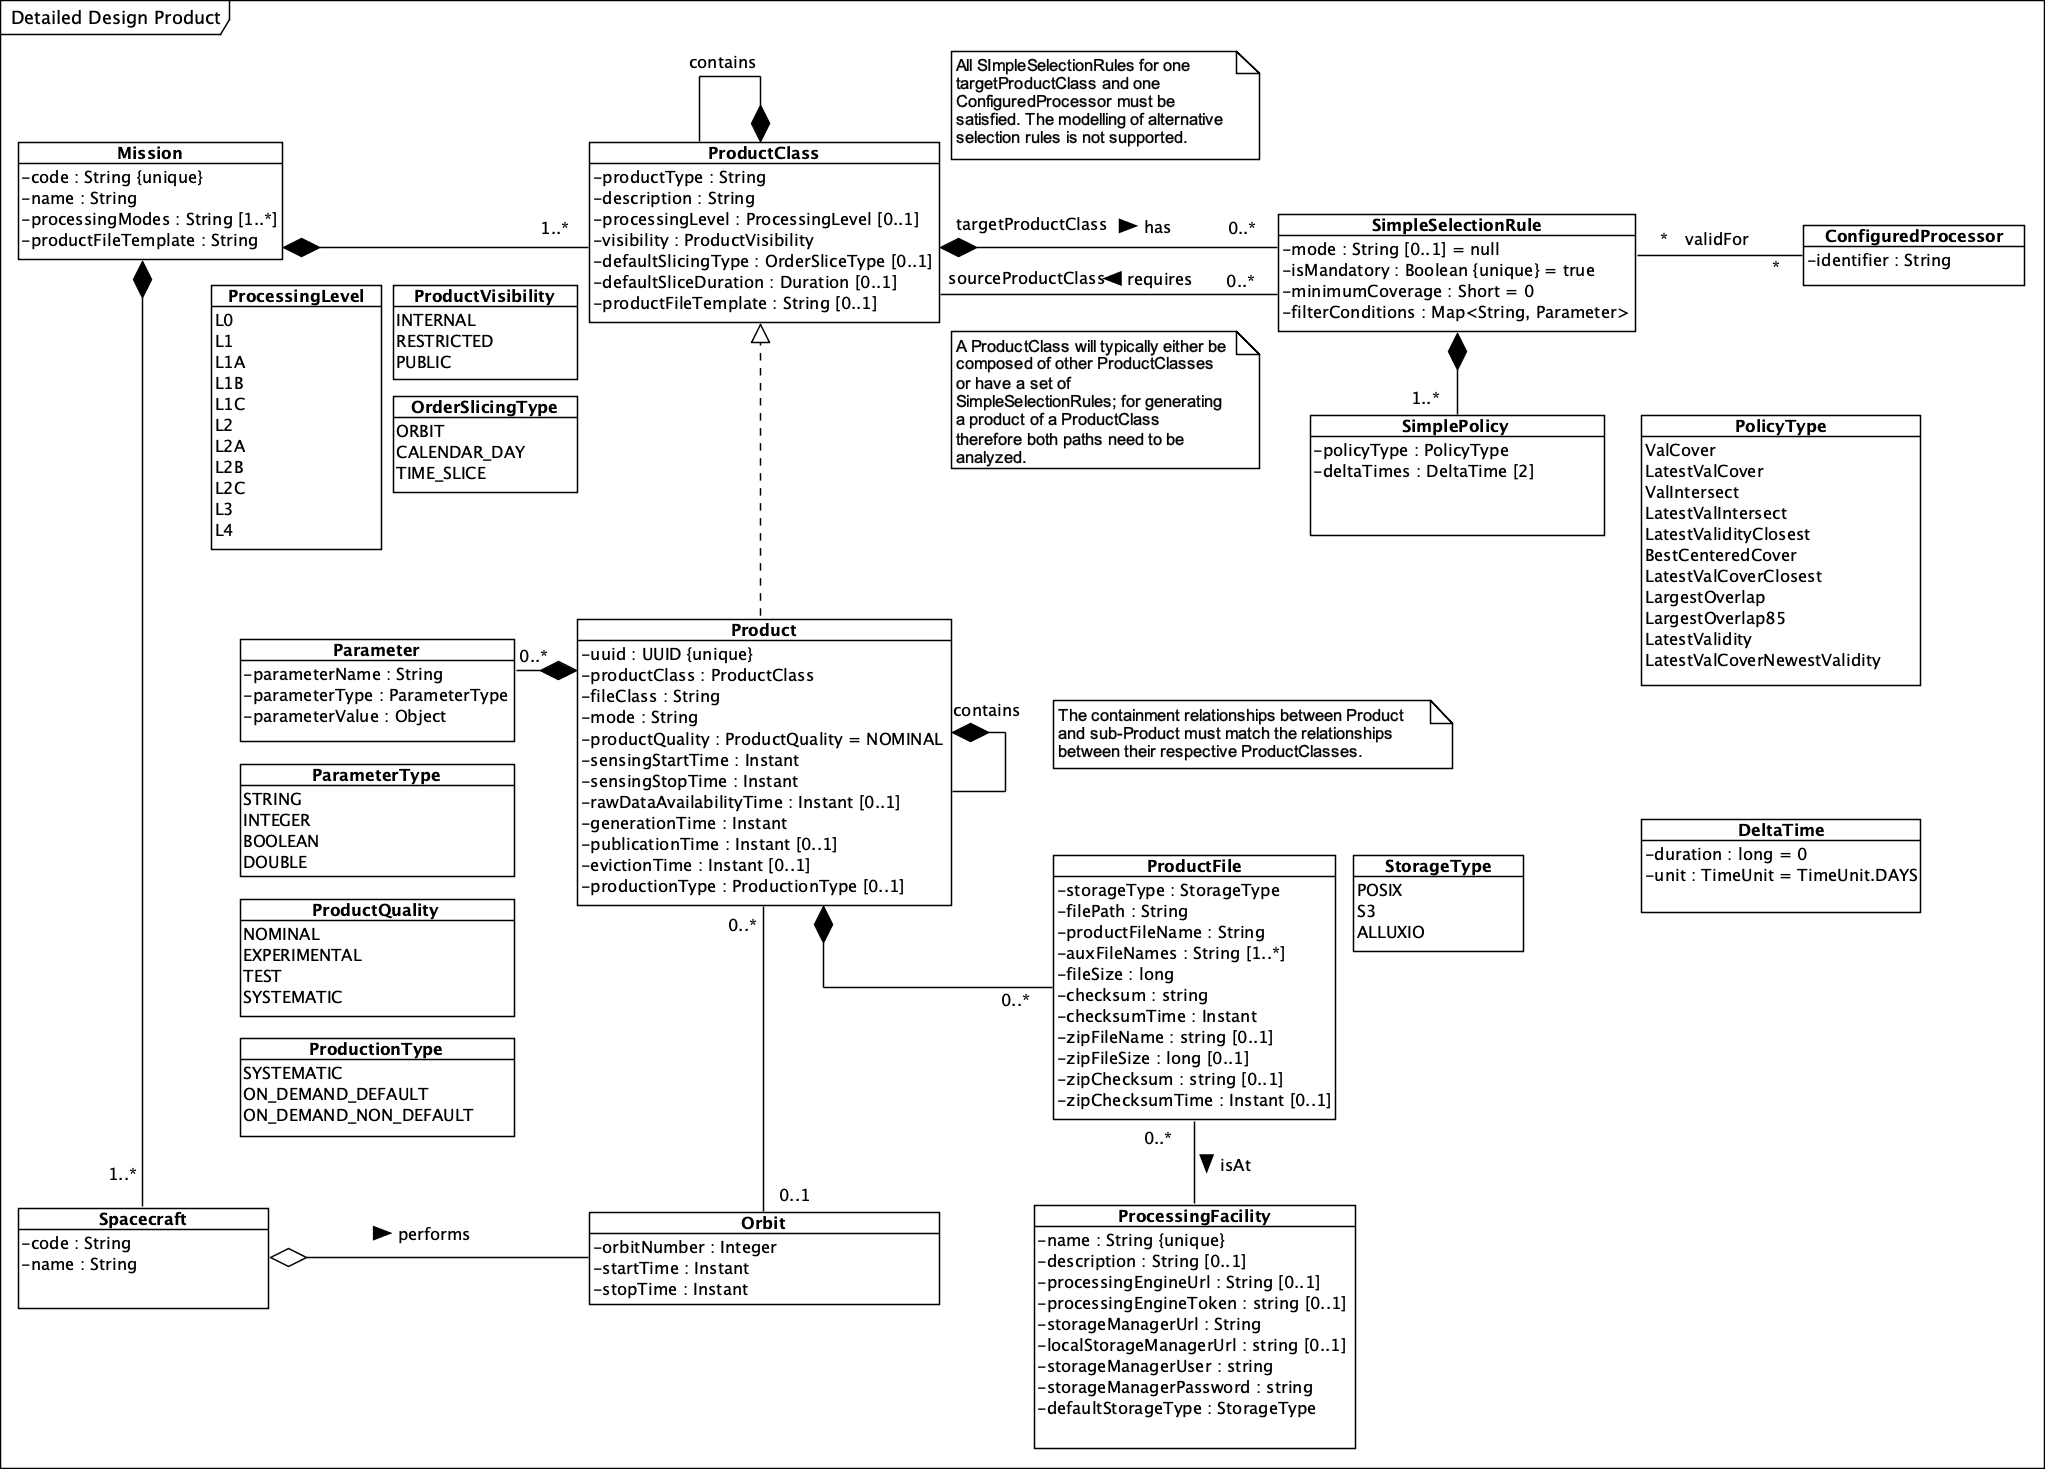 Detailed Design Product
contains
All SImpleSelectionRules for one
targetProductClass and one
ConfiguredProcessor must be
satisfied. The modelling of alternative
selection rules is not supported.
Mission
-code : String {unique}
-name : String
-processingModes : String [1..*]
-productFileTemplate : String
1..*
ProductClass
-productType : String
-description : String
-processingLevel : ProcessingLevel [0..1]
-visibility : ProductVisibility
-defaultSlicingType : OrderSliceType [0..1]
-defaultSliceDuration : Duration [0..1]
-productFileTemplate : String [0..1]
targetProductClass ► has 0..*
sourceProductClass◄ requires 0..*
SimpleSelectionRule
-mode : String [0..1] = null
-isMandatory : Boolean {unique} = true
-minimumCoverage : Short = 0
-filterConditions : Map<String, Parameter>
* validFor
*
ConfiguredProcessor
-identifier : String
ProcessingLevel
L0
L1
L1A
L1B
L1C
L2
L2A
L2B
L2C
L3
L4
ProductVisibility
INTERNAL
RESTRICTED
PUBLIC
OrderSlicingType
ORBIT
CALENDAR_DAY
TIME_SLICE
A ProductClass will typically either be
composed of other ProductClasses
or have a set of
SimpleSelectionRules; for generating
a product of a ProductClass
therefore both paths need to be
analyzed.
1..*
SimplePolicy
-policyType : PolicyType
-deltaTimes : DeltaTime [2]
PolicyType
ValCover
LatestValCover
ValIntersect
LatestValIntersect
LatestValidityClosest
BestCenteredCover
LatestValCoverClosest
LargestOverlap
LargestOverlap85
LatestValidity
LatestValCoverNewestValidity
Parameter
-parameterName : String
-parameterType : ParameterType
-parameterValue : Object
0..*
Product
-uuid : UUID {unique}
-productClass : ProductClass
-fileClass : String
-mode : String
-productQuality : ProductQuality = NOMINAL
-sensingStartTime : Instant
-sensingStopTime : Instant
-rawDataAvailabilityTime : Instant [0..1]
-generationTime : Instant
-publicationTime : Instant [0..1]
-evictionTime : Instant [0..1]
-productionType : ProductionType [0..1]
contains
The containment relationships between Product
and sub-Product must match the relationships
between their respective ProductClasses.
ParameterType
STRING
INTEGER
BOOLEAN
DOUBLE
ProductQuality
NOMINAL
EXPERIMENTAL
TEST
SYSTEMATIC
ProductionType
SYSTEMATIC
ON_DEMAND_DEFAULT
ON_DEMAND_NON_DEFAULT
0..*
0..*
ProductFile
-storageType : StorageType
-filePath : String
-productFileName : String
-auxFileNames : String [1..*]
-fileSize : long
-checksum : string
-checksumTime : Instant
-zipFileName : string [0..1]
-zipFileSize : long [0..1]
-zipChecksum : string [0..1]
-zipChecksumTime : Instant [0..1]
StorageType
POSIX
S3
ALLUXIO
DeltaTime
-duration : long = 0
-unit : TimeUnit = TimeUnit.DAYS
0..*
▼ isAt
1..*
Spacecraft
-code : String
-name : String
► performs
0..1
Orbit
-orbitNumber : Integer
-startTime : Instant
-stopTime : Instant
ProcessingFacility
-name : String {unique}
-description : String [0..1]
-processingEngineUrl : String [0..1]
-processingEngineToken : string [0..1]
-storageManagerUrl : String
-localStorageManagerUrl : string [0..1]
-storageManagerUser : string
-storageManagerPassword : string
-defaultStorageType : StorageType